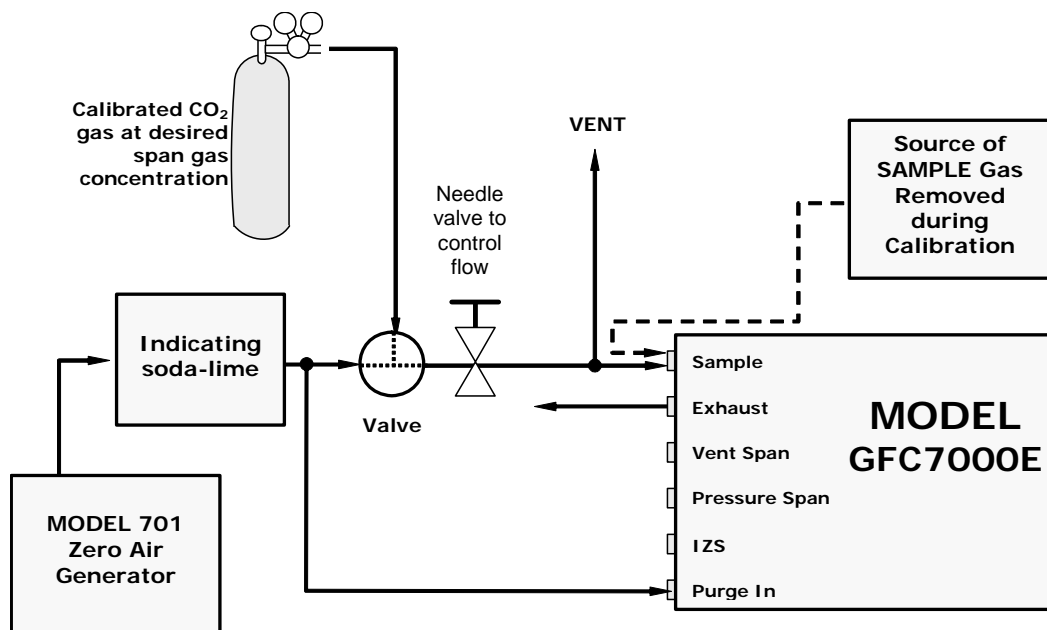 Calibrated CO₂
gas at desired
span gas
concentration
VENT
Source of
SAMPLE Gas
Removed
during
Calibration
Needle
valve to
control
flow
Indicating
soda-lime
Valve
MODEL 701
Zero Air
Generator
Sample
Exhaust
Vent Span
Pressure Span
IZS
Purge In
MODEL
GFC7000E